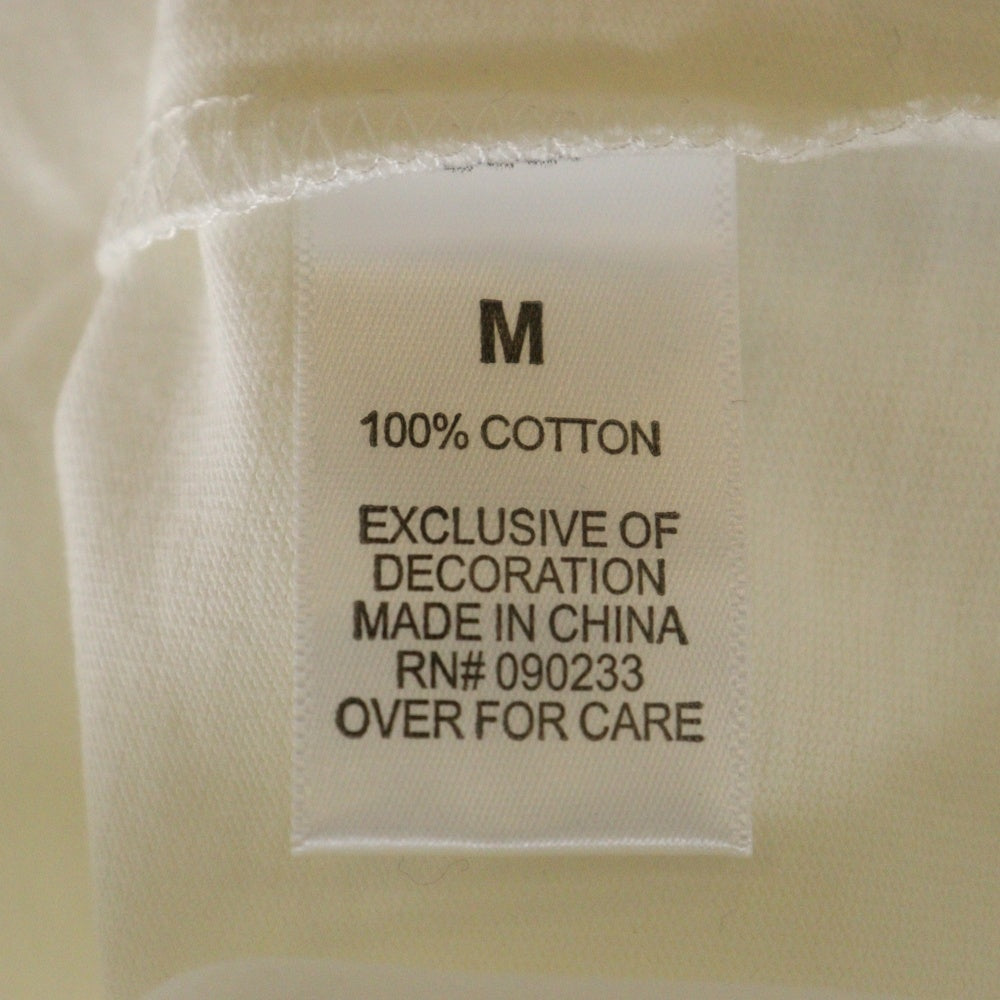 M
100% COTTON
EXCLUSIVE OF
DECORATION
MADE IN CHINA
RN# 090233
OVER FOR CARE